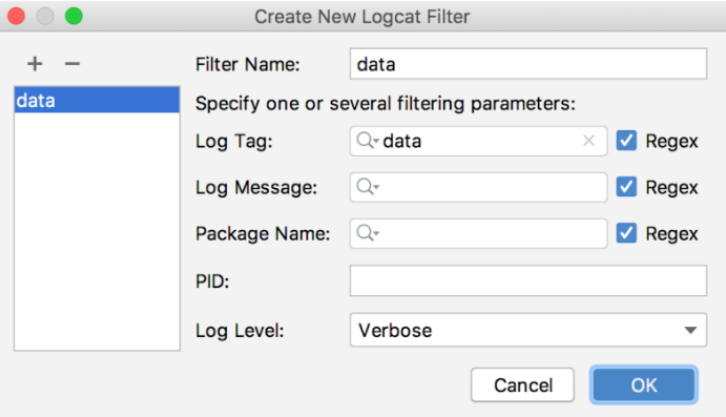 Create New Logcat Filter
+ −
data
Filter Name: data
Specify one or several filtering parameters:
Log Tag: data × Regex
Log Message: Regex
Package Name: Regex
PID:
Log Level: Verbose
Cancel OK